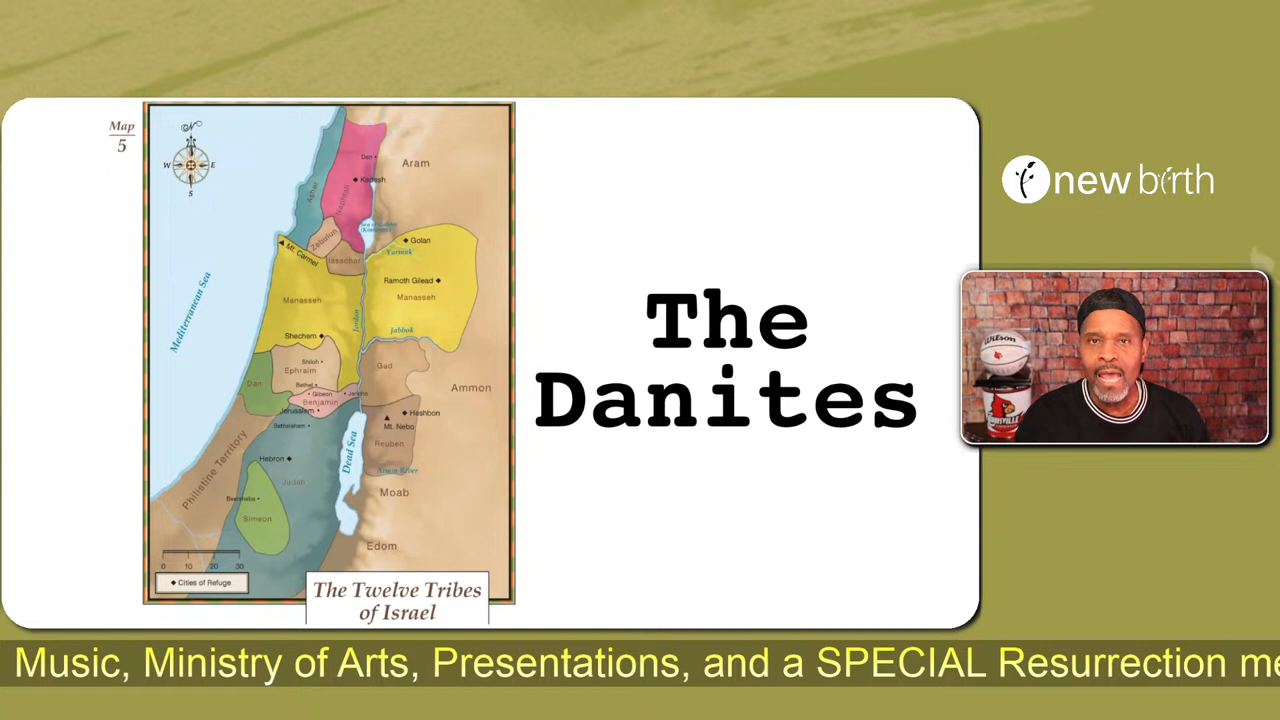 Map
5
N
W
E
S
Aram
Dan
Kedesh
Asher
Naphtali
Zebulun
Issachar
Mt. Carmel
Golan
Yarmuk
Ramoth Gilead
Manasseh
Manasseh
Mediterranean Sea
Jordan
Jabbok
Shechem
Shiloh
Ephraim
Gad
Dan
Bethel
Gibeon
Jericho
Benjamin
Ammon
Jerusalem
Heshbon
Bethlehem
Mt. Nebo
Reuben
Philistine Territory
Dead Sea
Hebron
Arnon River
Judah
Moab
Beersheba
Simeon
Edom
0 10 20 30
Cities of Refuge
The Twelve Tribes
of Israel
The
Danites
new birth
Wilson
LOUISVILLE
Music, Ministry of Arts, Presentations, and a SPECIAL Resurrection me